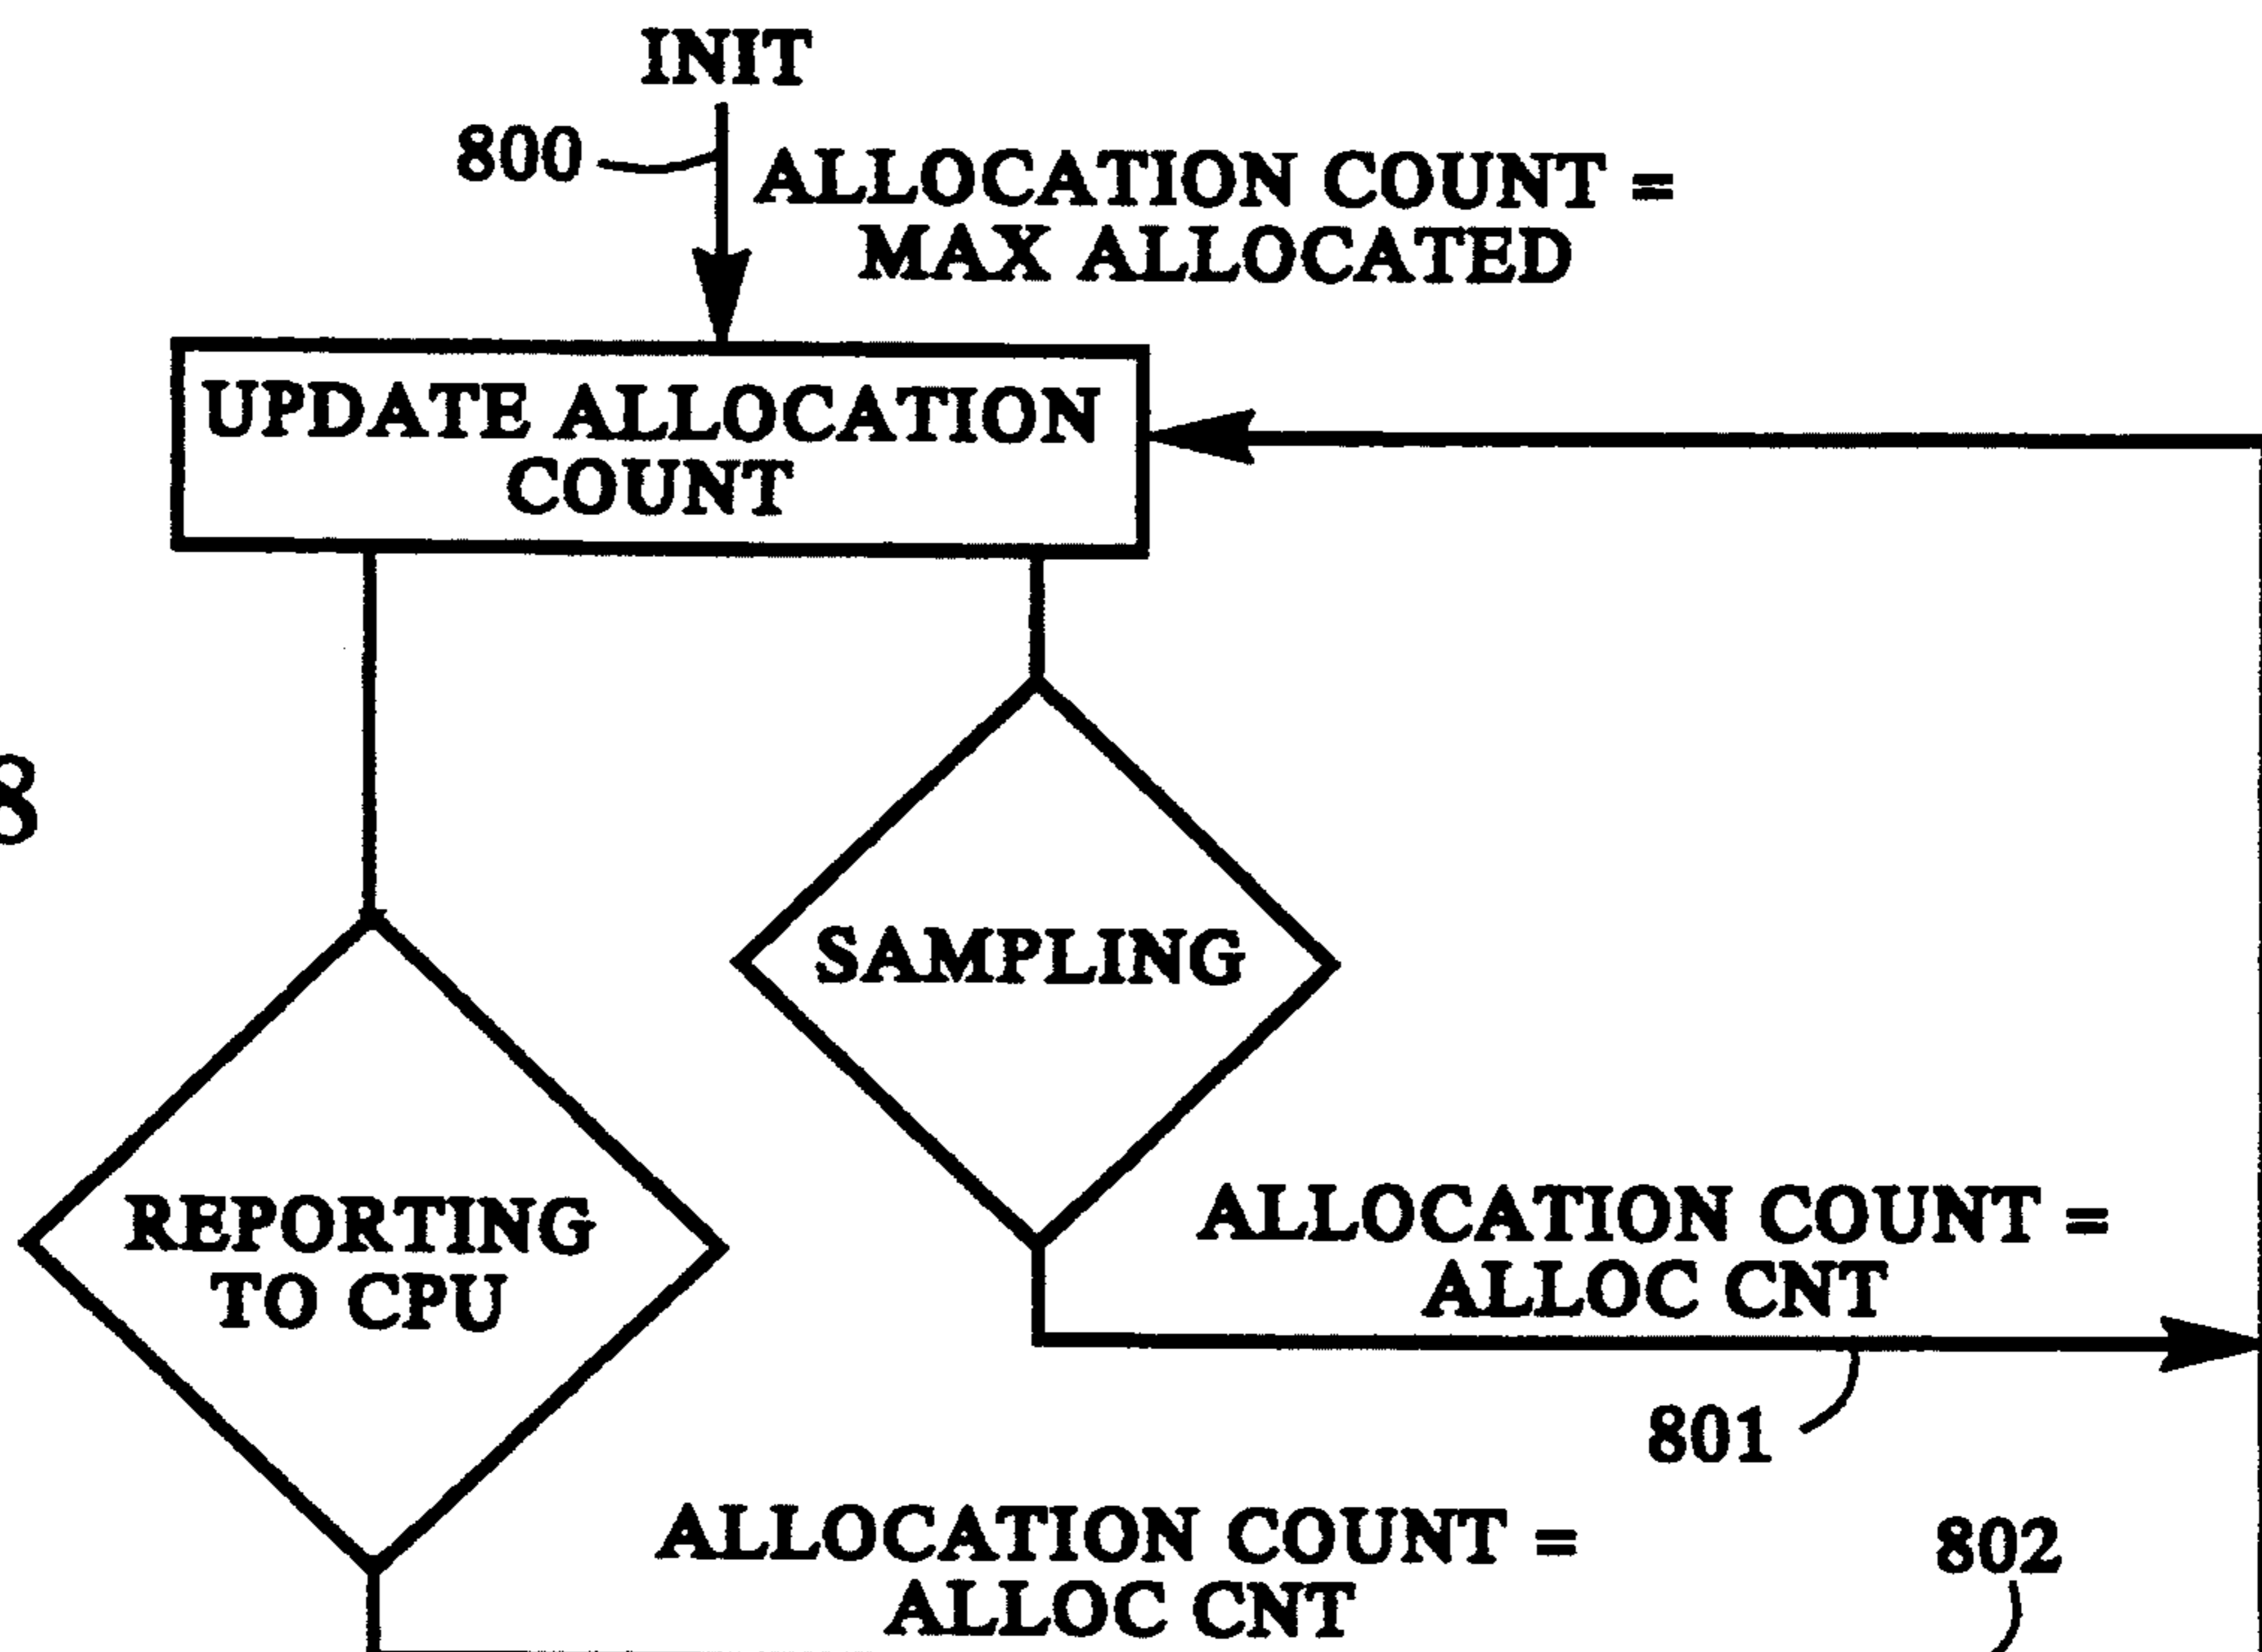 INIT
800
ALLOCATION COUNT =
MAX ALLOCATED
UPDATE ALLOCATION
COUNT
8
SAMPLING
REPORTING
TO CPU
ALLOCATION COUNT =
ALLOC CNT
801
ALLOCATION COUNT =
ALLOC CNT
802